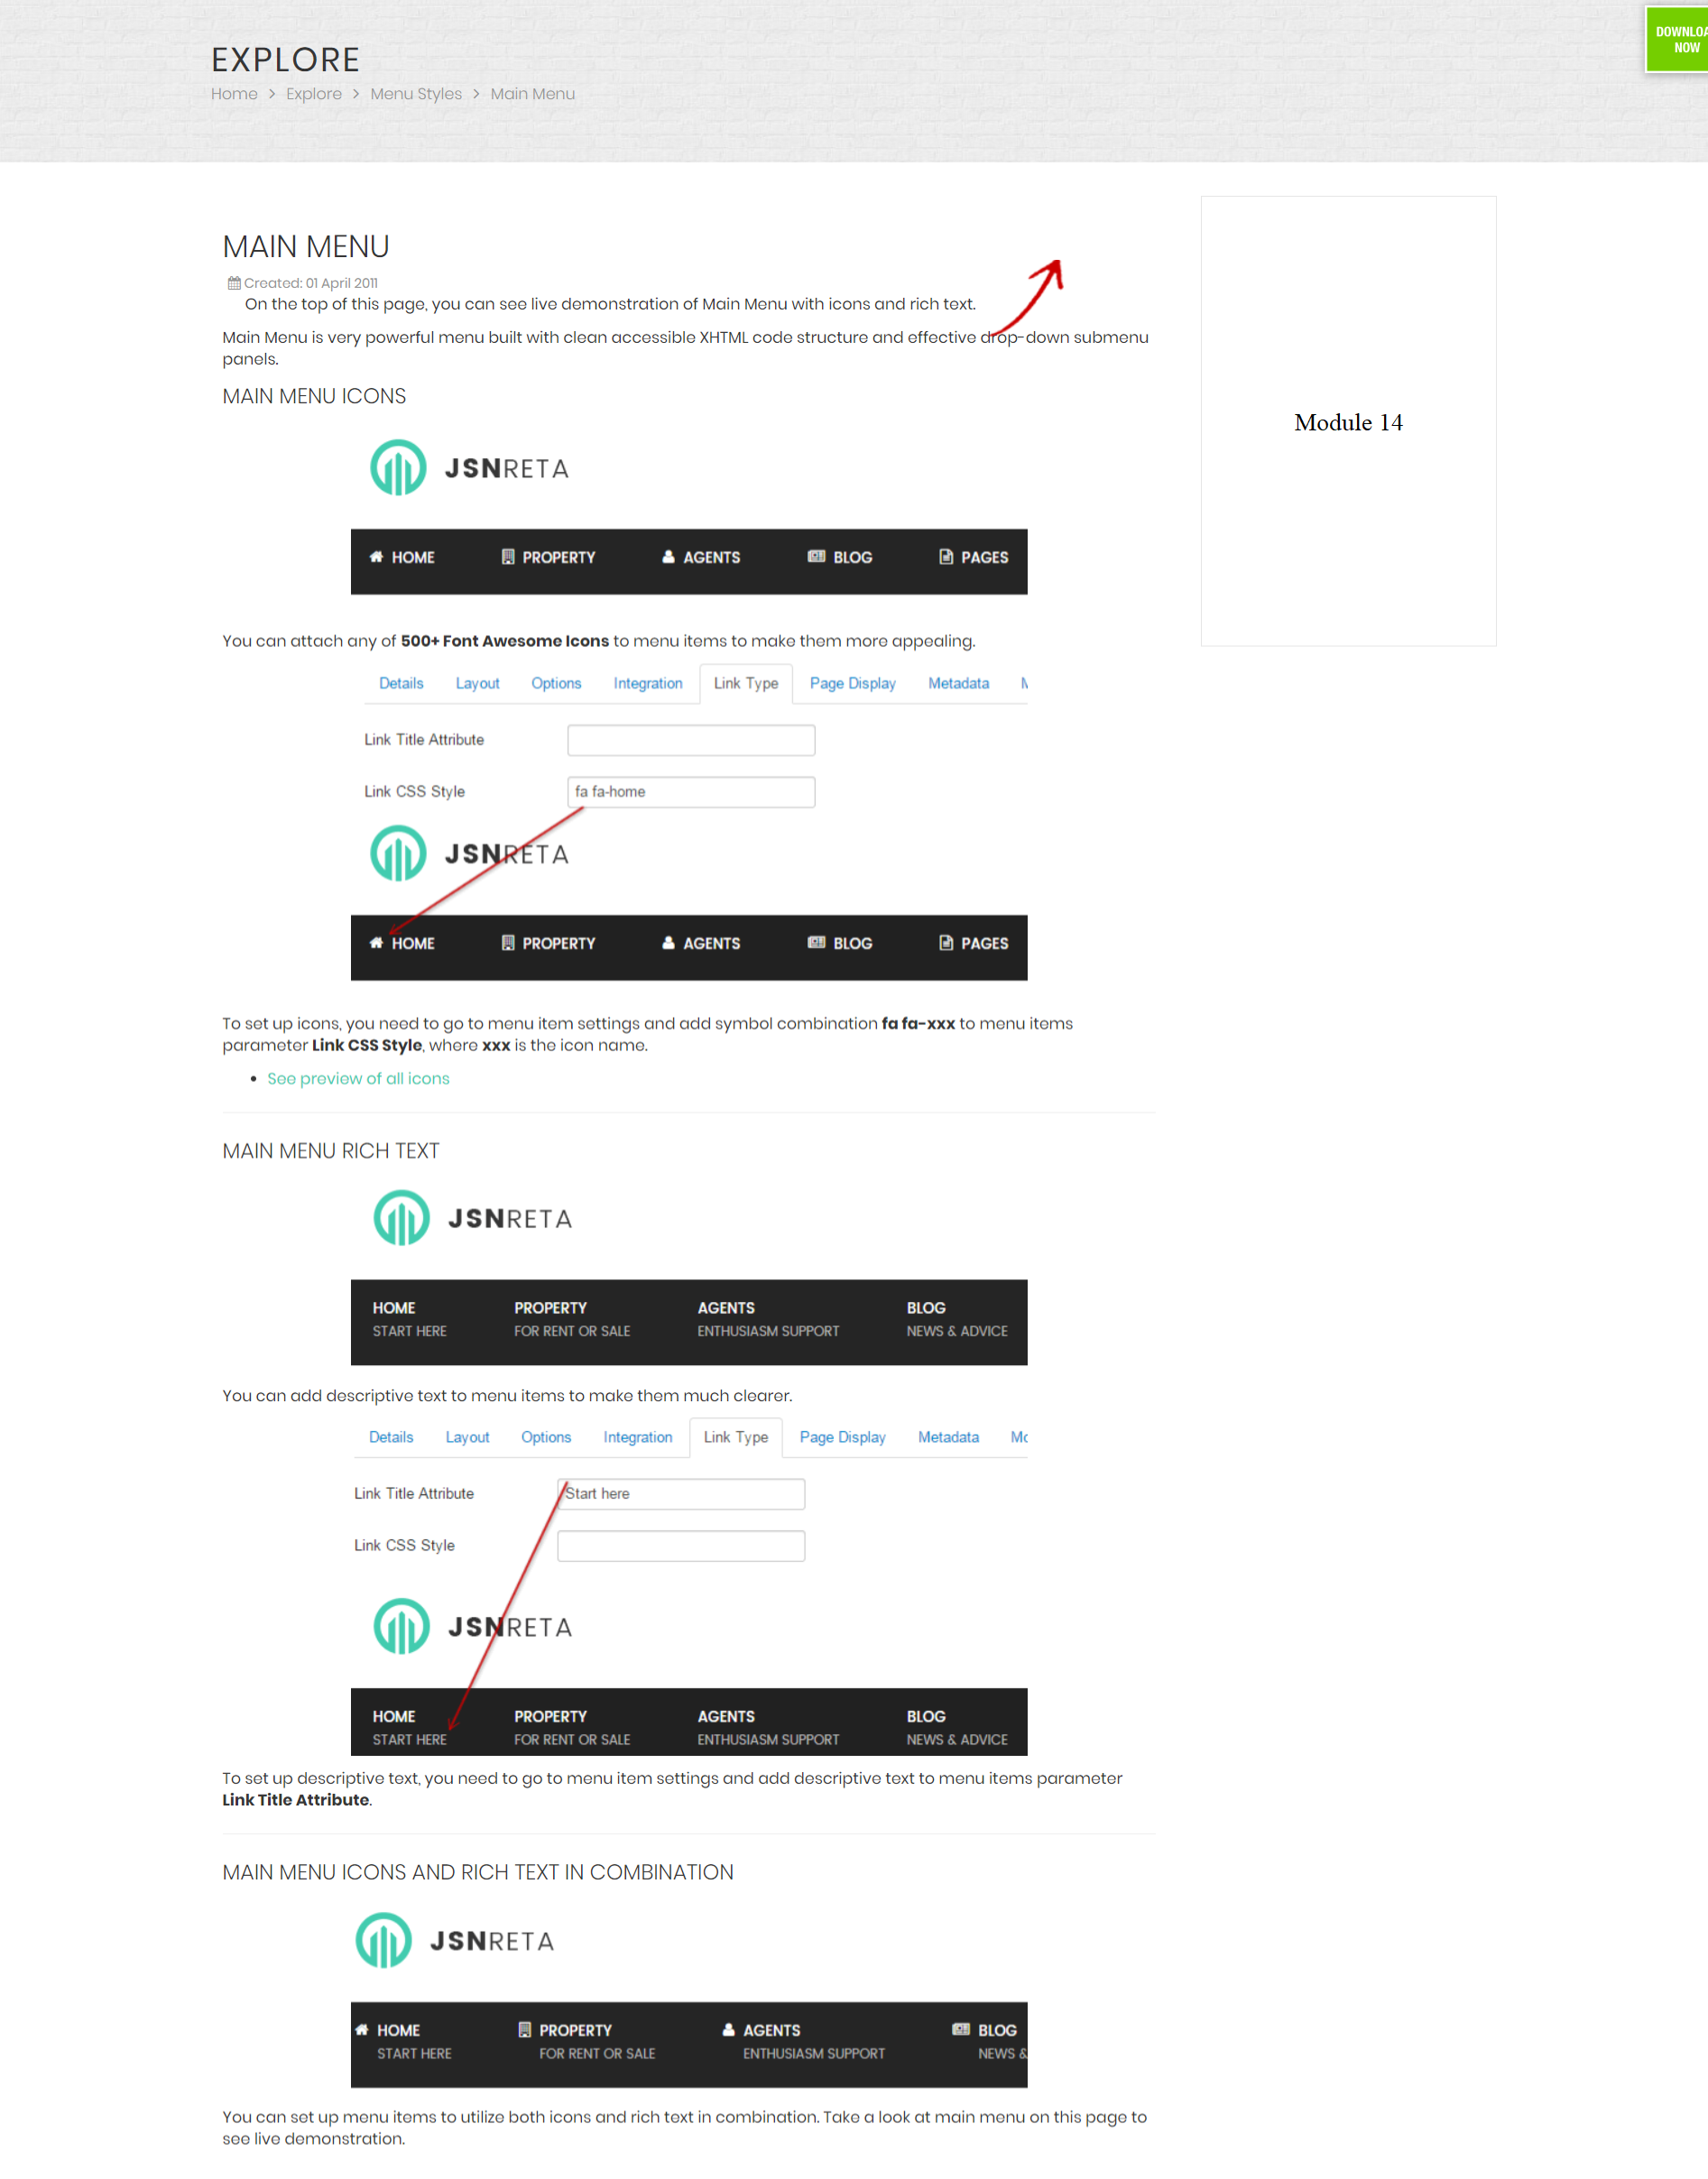 DOWNLOA
NOW
EXPLORE
Home > Explore > Menu Styles > Main Menu
MAIN MENU
Created: 01 April 2011
On the top of this page, you can see live demonstration of Main Menu with icons and rich text.
Main Menu is very powerful menu built with clean accessible XHTML code structure and effective drop-down submenu
panels.
Module 14
MAIN MENU ICONS
JSNRETA
HOME PROPERTY AGENTS BLOG PAGES
You can attach any of 500+ Font Awesome Icons to menu items to make them more appealing.
Details Layout Options Integration Link Type Page Display Metadata
Link Title Attribute
Link CSS Style fa fa-home
JSNRETA
HOME PROPERTY AGENTS BLOG PAGES
To set up icons, you need to go to menu item settings and add symbol combination fa fa-xxx to menu items
parameter Link CSS Style, where xxx is the icon name.
• See preview of all icons
MAIN MENU RICH TEXT
JSNRETA
HOME PROPERTY AGENTS BLOG
START HERE FOR RENT OR SALE ENTHUSIASM SUPPORT NEWS & ADVICE
You can add descriptive text to menu items to make them much clearer.
Details Layout Options Integration Link Type Page Display Metadata Mo
Link Title Attribute Start here
Link CSS Style
JSNRETA
HOME PROPERTY AGENTS BLOG
START HERE FOR RENT OR SALE ENTHUSIASM SUPPORT NEWS & ADVICE
To set up descriptive text, you need to go to menu item settings and add descriptive text to menu items parameter
Link Title Attribute.
MAIN MENU ICONS AND RICH TEXT IN COMBINATION
JSNRETA
HOME PROPERTY AGENTS BLOG
START HERE FOR RENT OR SALE ENTHUSIASM SUPPORT NEWS &
You can set up menu items to utilize both icons and rich text in combination. Take a look at main menu on this page to
see live demonstration.